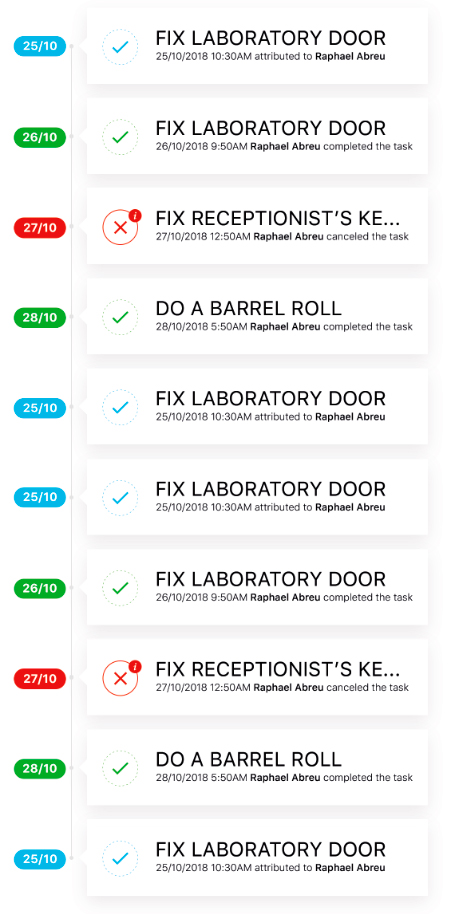 25/10
FIX LABORATORY DOOR
25/10/2018 10:30AM attributed to Raphael Abreu
26/10
FIX LABORATORY DOOR
26/10/2018 9:50AM Raphael Abreu completed the task
27/10
i
FIX RECEPTIONIST'S KE...
27/10/2018 12:50AM Raphael Abreu canceled the task
28/10
DO A BARREL ROLL
28/10/2018 5:50AM Raphael Abreu completed the task
25/10
FIX LABORATORY DOOR
25/10/2018 10:30AM attributed to Raphael Abreu
25/10
FIX LABORATORY DOOR
25/10/2018 10:30AM attributed to Raphael Abreu
26/10
FIX LABORATORY DOOR
26/10/2018 9:50AM Raphael Abreu completed the task
27/10
i
FIX RECEPTIONIST'S KE...
27/10/2018 12:50AM Raphael Abreu canceled the task
28/10
DO A BARREL ROLL
28/10/2018 5:50AM Raphael Abreu completed the task
25/10
FIX LABORATORY DOOR
25/10/2018 10:30AM attributed to Raphael Abreu